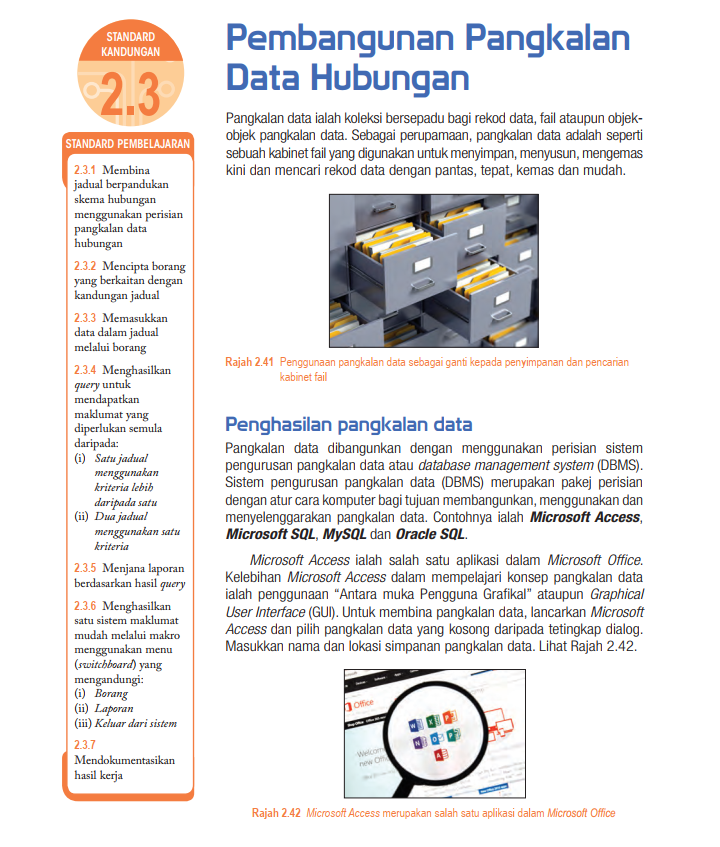 STANDARD
KANDUNGAN
2.3
STANDARD PEMBELAJARAN
2.3.1 Membina
jadual berpandukan
skema hubungan
menggunakan perisian
pangkalan data
hubungan
2.3.2 Mencipta borang
yang berkaitan dengan
kandungan jadual
2.3.3 Memasukkan
data dalam jadual
melalui borang
2.3.4 Menghasilkan
query untuk
mendapatkan
maklumat yang
diperlukan semula
daripada:
(i) Satu jadual
menggunakan
kriteria lebih
daripada satu
(ii) Dua jadual
menggunakan satu
kriteria
2.3.5 Menjana laporan
berdasarkan hasil query
2.3.6 Menghasilkan
satu sistem maklumat
mudah melalui makro
menggunakan menu
(switchboard) yang
mengandungi:
(i) Borang
(ii) Laporan
(iii) Keluar dari sistem
2.3.7
Mendokumentasikan
hasil kerja
Pembangunan Pangkalan
Data Hubungan
Pangkalan data ialah koleksi bersepadu bagi rekod data, fail ataupun objek-
objek pangkalan data. Sebagai perupamaan, pangkalan data adalah seperti
sebuah kabinet fail yang digunakan untuk menyimpan, menyusun, mengemas
kini dan mencari rekod data dengan pantas, tepat, kemas dan mudah.
Rajah 2.41 Penggunaan pangkalan data sebagai ganti kepada penyimpanan dan pencarian
kabinet fail
Penghasilan pangkalan data
Pangkalan data dibangunkan dengan menggunakan perisian sistem
pengurusan pangkalan data atau database management system (DBMS).
Sistem pengurusan pangkalan data (DBMS) merupakan pakej perisian
dengan atur cara komputer bagi tujuan membangunkan, menggunakan dan
menyelenggarakan pangkalan data. Contohnya ialah Microsoft Access,
Microsoft SQL, MySQL dan Oracle SQL.
Microsoft Access ialah salah satu aplikasi dalam Microsoft Office.
Kelebihan Microsoft Access dalam mempelajari konsep pangkalan data
ialah penggunaan “Antara muka Pengguna Grafikal” ataupun Graphical
User Interface (GUI). Untuk membina pangkalan data, lancarkan Microsoft
Access dan pilih pangkalan data yang kosong daripada tetingkap dialog.
Masukkan nama dan lokasi simpanan pangkalan data. Lihat Rajah 2.42.
Office
Welcome
new Offi
W X P
N O P
A
Rajah 2.42 Microsoft Access merupakan salah satu aplikasi dalam Microsoft Office